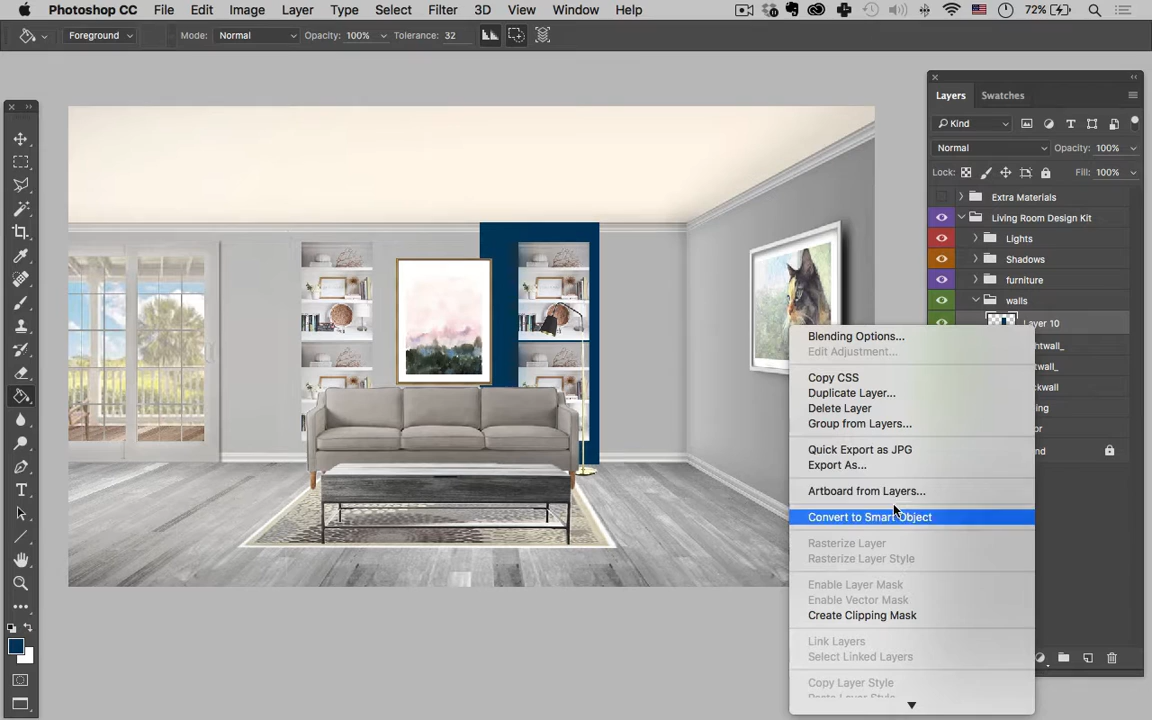 Photoshop CC File Edit Image Layer Type Select Filter 3D View Window Help 72%
Foreground Mode: Normal Opacity: 100% Tolerance: 32
Layers Swatches
Kind
Normal Opacity: 100%
Lock: Fill: 100%
Extra Materials
Living Room Design Kit
Lights
Shadows
furniture
walls
Layer 10
Blending Options...
Edit Adjustment...
Copy CSS
Duplicate Layer...
Delete Layer
Group from Layers...
Quick Export as JPG
Export As...
Artboard from Layers...
Convert to Smart Object
Rasterize Layer
Rasterize Layer Style
Enable Layer Mask
Enable Vector Mask
Create Clipping Mask
Link Layers
Select Linked Layers
Copy Layer Style